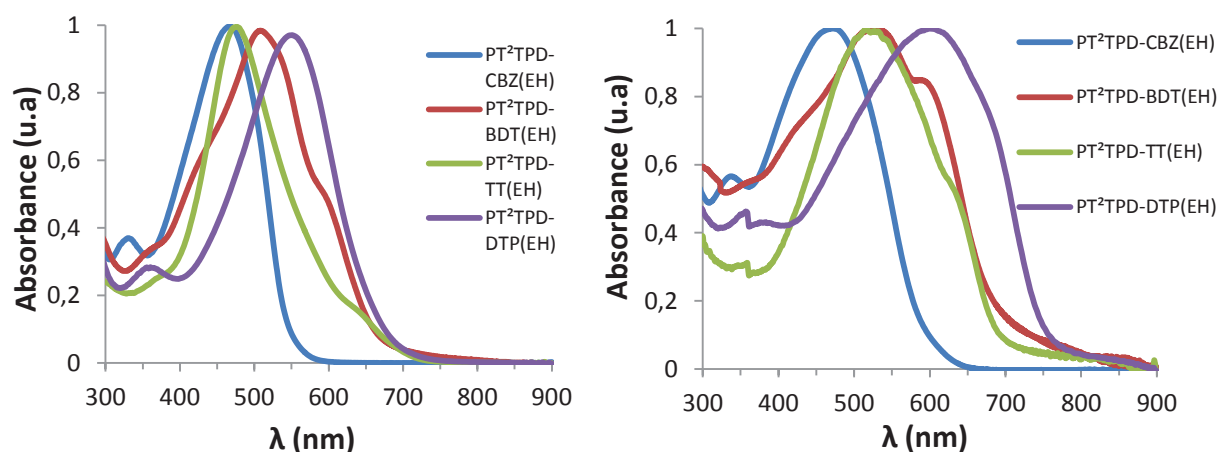 Absorbance (u.a)
1
0,8
0,6
0,4
0,2
0
300 400 500 600 700 800 900
λ (nm)
PT²TPD-
CBZ(EH)
PT²TPD-
BDT(EH)
PT²TPD-
TT(EH)
PT²TPD-
DTP(EH)
Absorbance (u.a)
1
0,8
0,6
0,4
0,2
0
300 400 500 600 700 800 900
λ (nm)
PT²TPD-CBZ(EH)
PT²TPD-BDT(EH)
PT²TPD-TT(EH)
PT²TPD-DTP(EH)